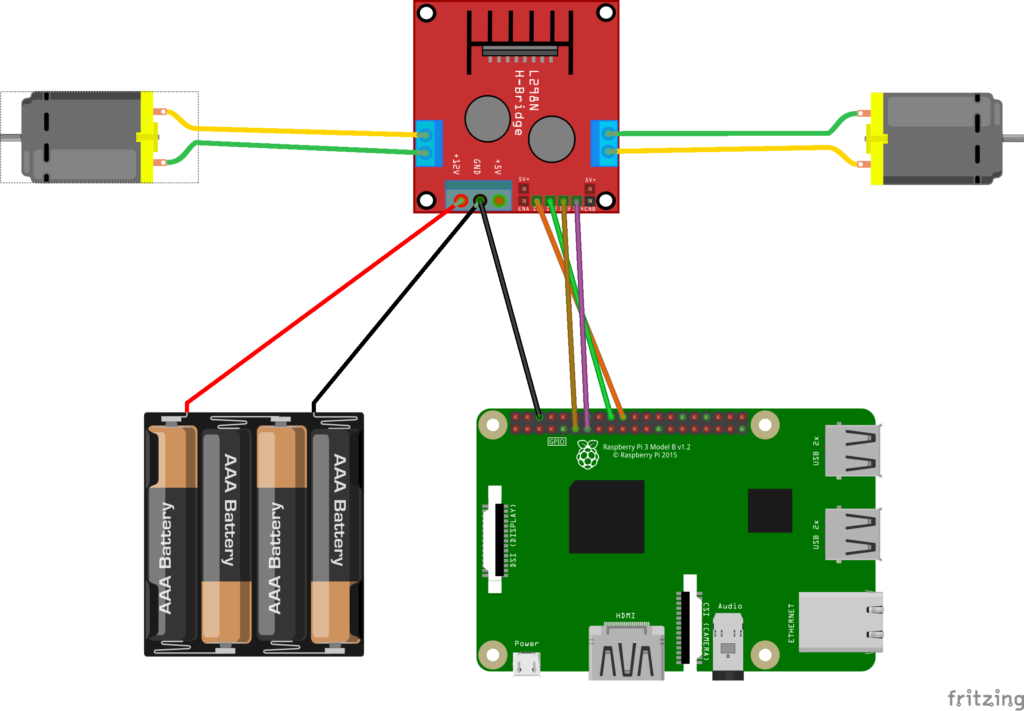 L298N
H-Bridge
+12V
GND
+5V
5V+
5V+
ENA
ENB
AAA Battery
AAA Battery
AAA Battery
AAA Battery
GPIO
Raspberry Pi 3 Model B v1.2
© Raspberry Pi 2015
USB 2x
DSI (DISPLAY)
USB 2x
HDMI
CSI (CAMERA)
Audio
ETHERNET
Power
fritzing